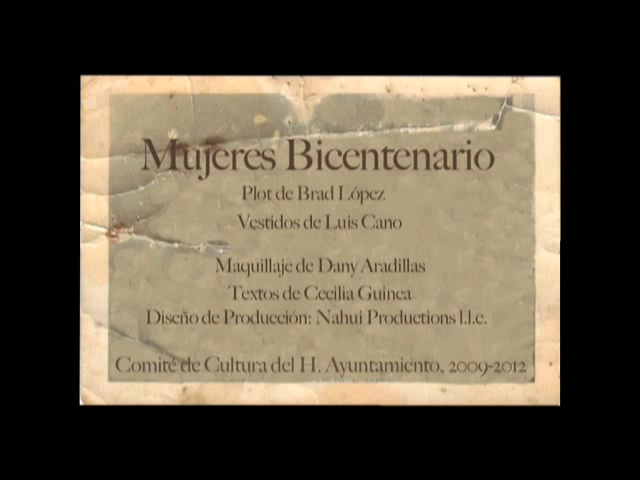 Mujeres Bicentenario
Plot de Brad López
Vestidos de Luis Cano
Maquillaje de Dany Aradillas
Textos de Cecilia Guinea
Diseño de Producción: Nahui Productions l.l.c.
Comité de Cultura del H. Ayuntamiento, 2009-2012